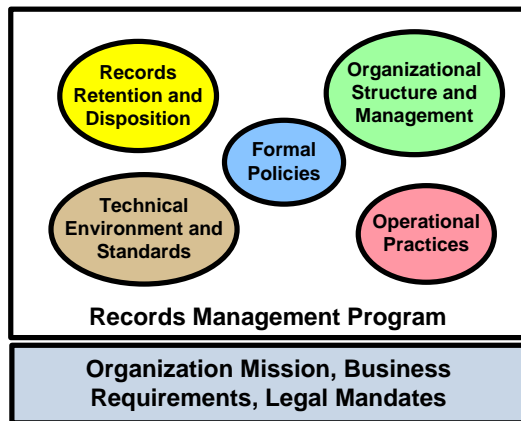 Records
Retention and
Disposition
Organizational
Structure and
Management
Formal
Policies
Technical
Environment and
Standards
Operational
Practices
Records Management Program
Organization Mission, Business
Requirements, Legal Mandates